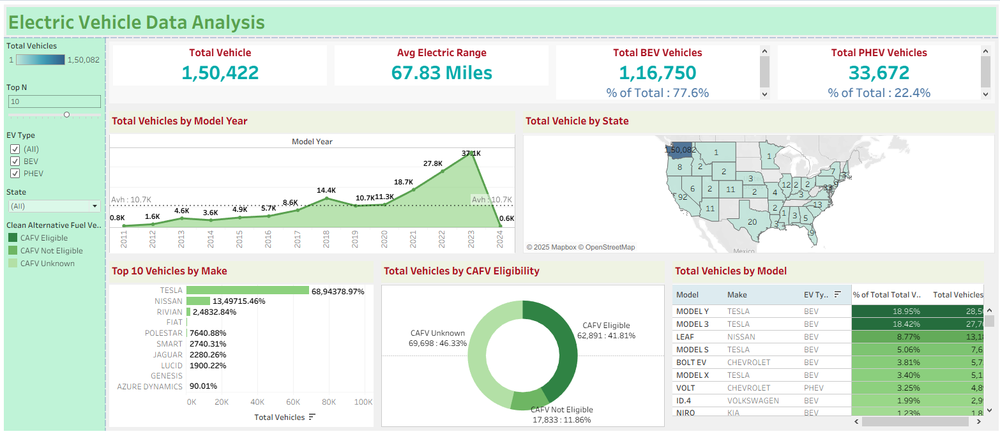 Electric Vehicle Data Analysis
Total Vehicles
1 1,50,082
Top N
10
EV Type
(All)
BEV
PHEV
State
(All)
Clean Alternative Fuel Ve..
CAFV Eligible
CAFV Not Eligible
CAFV Unknown
Total Vehicle
1,50,422
Avg Electric Range
67.83 Miles
Total BEV Vehicles
1,16,750
% of Total : 77.6%
Total PHEV Vehicles
33,672
% of Total : 22.4%
Total Vehicles by Model Year
Model Year
37.1K
27.8K
18.7K
14.4K
Avh : 10.7K 10.7K 11.3K Avh : 10.7K
0.8K 1.6K 4.6K 3.6K 4.9K 5.7K 8.6K 0.6K
2011 2012 2013 2014 2015 2016 2017 2018 2019 2020 2021 2022 2023 2024
Total Vehicle by State
1,50,082 1 1
8 2 2 7 3
6 2 11 3 2 12 2 2 9
92 11 4 3 33
20 2 1 3 5 13
3 9
© 2025 Mapbox © OpenStreetMap
Mexico
Top 10 Vehicles by Make
TESLA 68,94378.97%
NISSAN 13,49715.46%
RIVIAN 2,4832.84%
FIAT
POLESTAR 7640.88%
SMART 2740.31%
JAGUAR 2280.26%
LUCID 1900.22%
GENESIS
AZURE DYNAMICS 90.01%
0K 20K 40K 60K 80K 100K
Total Vehicles
Total Vehicles by CAFV Eligibility
CAFV Eligible
62,891 : 41.81%
CAFV Unknown
69,698 : 46.33%
CAFV Not Eligible
17,833 : 11.86%
Total Vehicles by Model
Model Make EV Ty.. % of Total Total V.. Total Vehicles
MODEL Y TESLA BEV 18.95% 28,5
MODEL 3 TESLA BEV 18.42% 27,7
LEAF NISSAN BEV 8.77% 13,1
MODEL S TESLA BEV 5.06% 7,6
BOLT EV CHEVROLET BEV 3.81% 5,7
MODEL X TESLA BEV 3.40% 5,1
VOLT CHEVROLET PHEV 3.25% 4,8
ID.4 VOLKSWAGEN BEV 1.99% 2,9
NIRO KIA BEV 1.23% 1,8